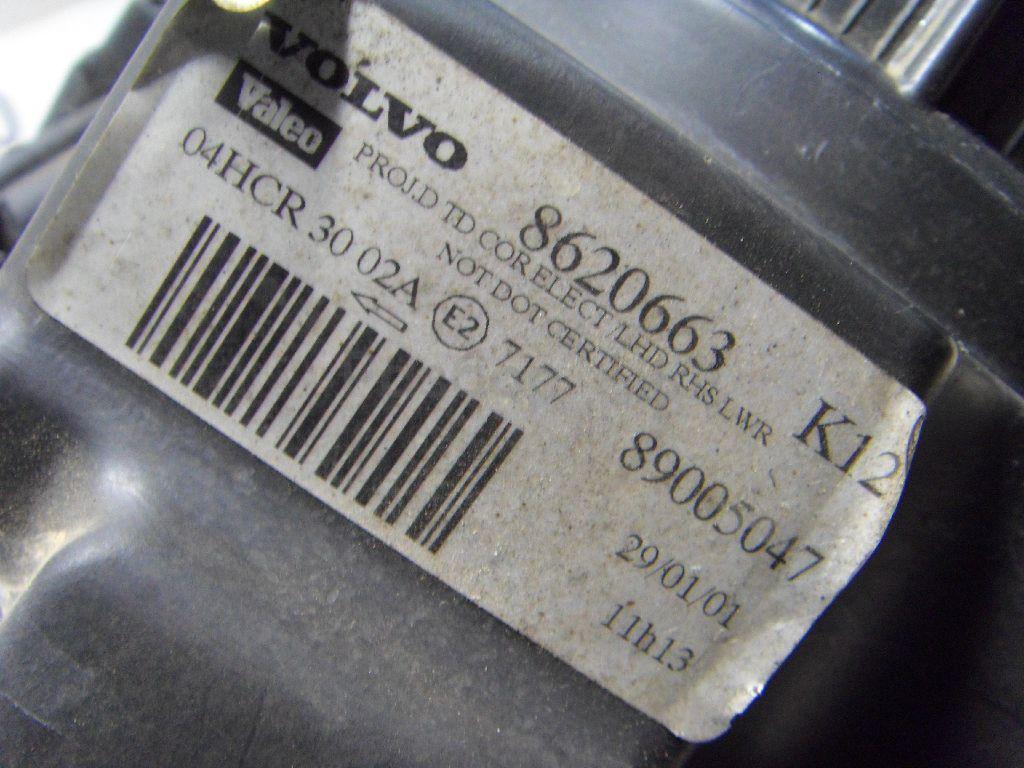 VOLVO
Valeo
8620663
PROJ.D TD COR ELECT/LHD RHS LWR
NOT DOT CERTIFIED
K12
04HCR 30 02A
E2 7177
89005047
29/01/01
11h13